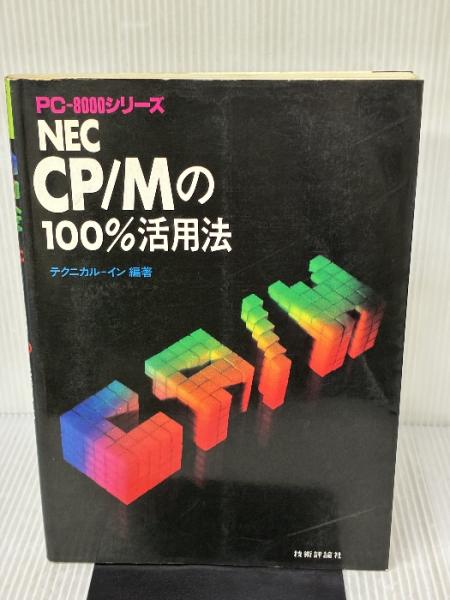 PC-8000シリーズ
NEC
CP/Mの
100%活用法
テクニカル-イン 編著
CP/M
技術評論社